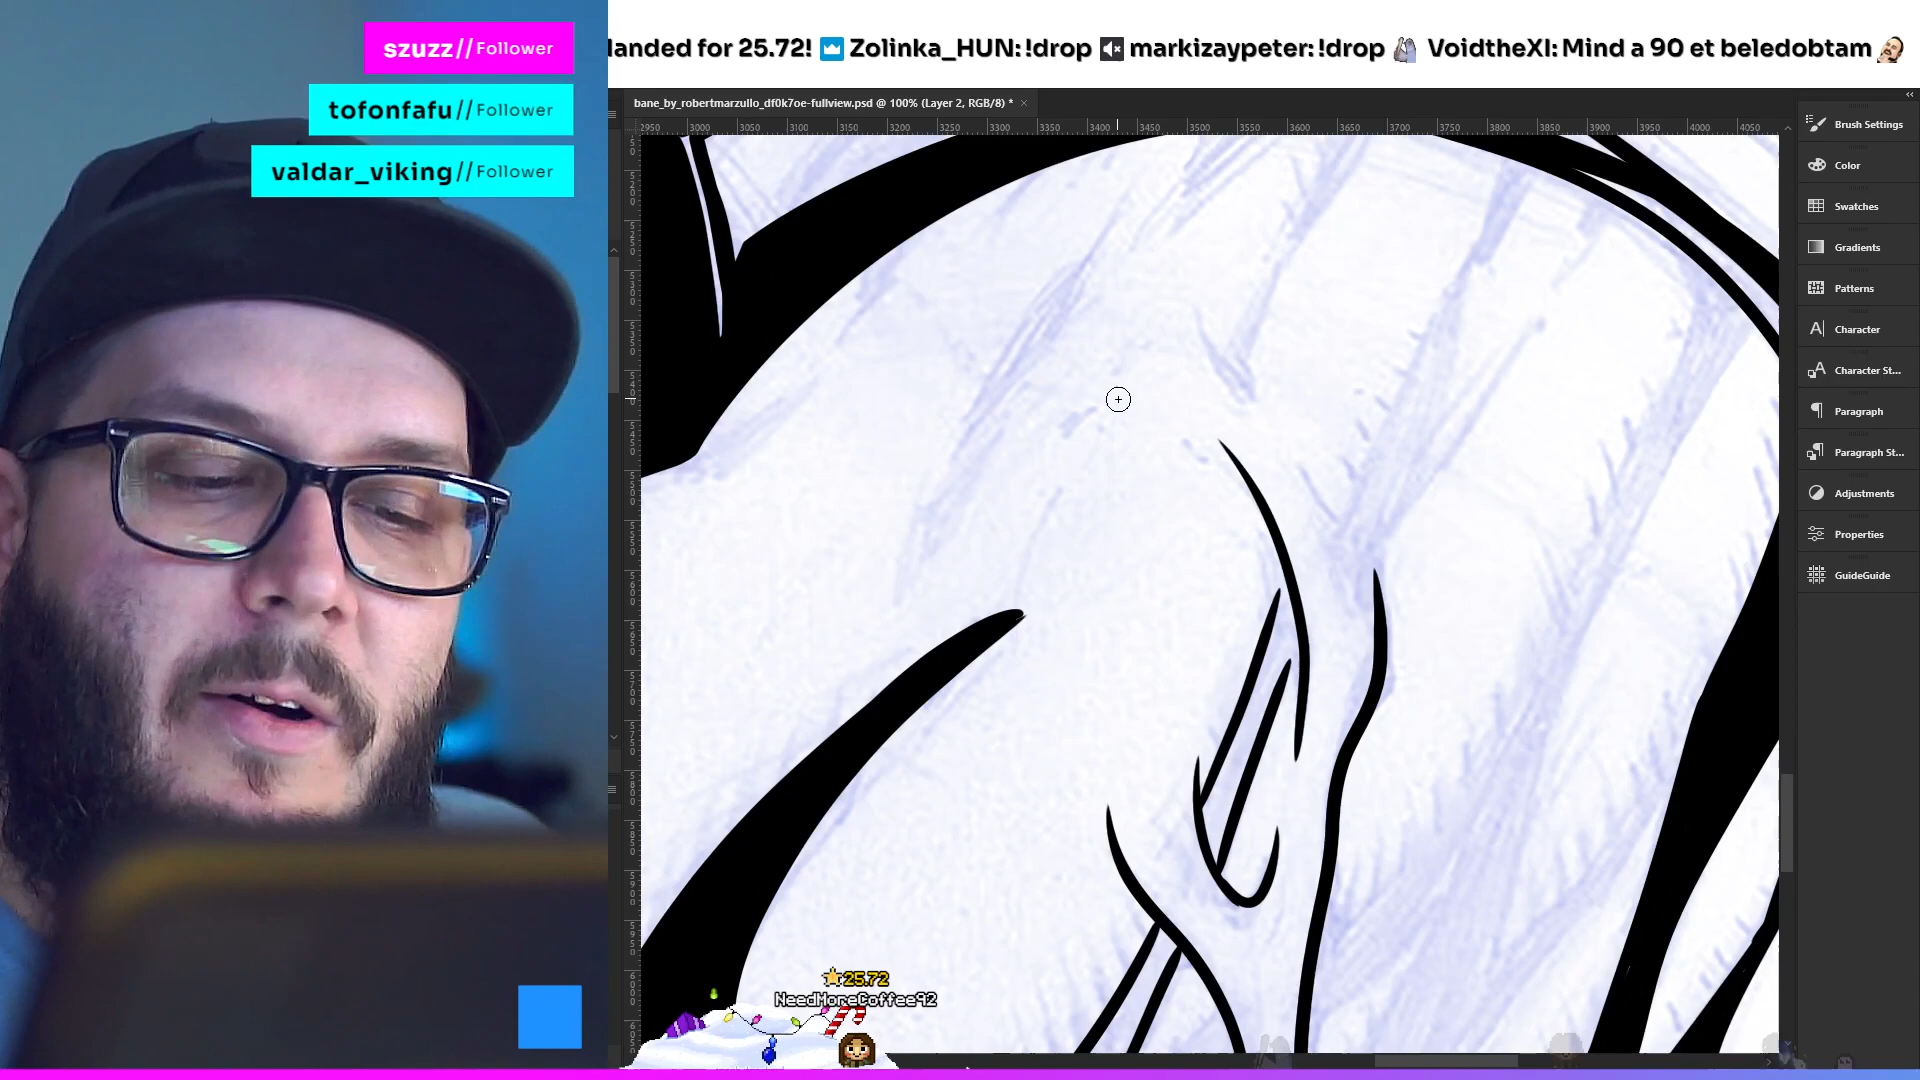 szuzz//Follower
tofonfafu//Follower
valdar_viking//Follower
landed for 25.72! Zolinka_HUN: !drop markizaypeter: !drop VoidtheXI: Mind a 90 et beledobtam
bane_by_robertmarzullo_df0k7oe-fullview.psd @ 100% (Layer 2, RGB/8) *
2950 3000 3050 3100 3150 3200 3250 3300 3350 3400 3450 3500 3550 3600 3650 3700 3750 3800 3850 3900 3950 4000 4050
Brush Settings
Color
Swatches
Gradients
Patterns
Character
Character St...
Paragraph
Paragraph St...
Adjustments
Properties
GuideGuide
25.72
NeedMoreCoffee92